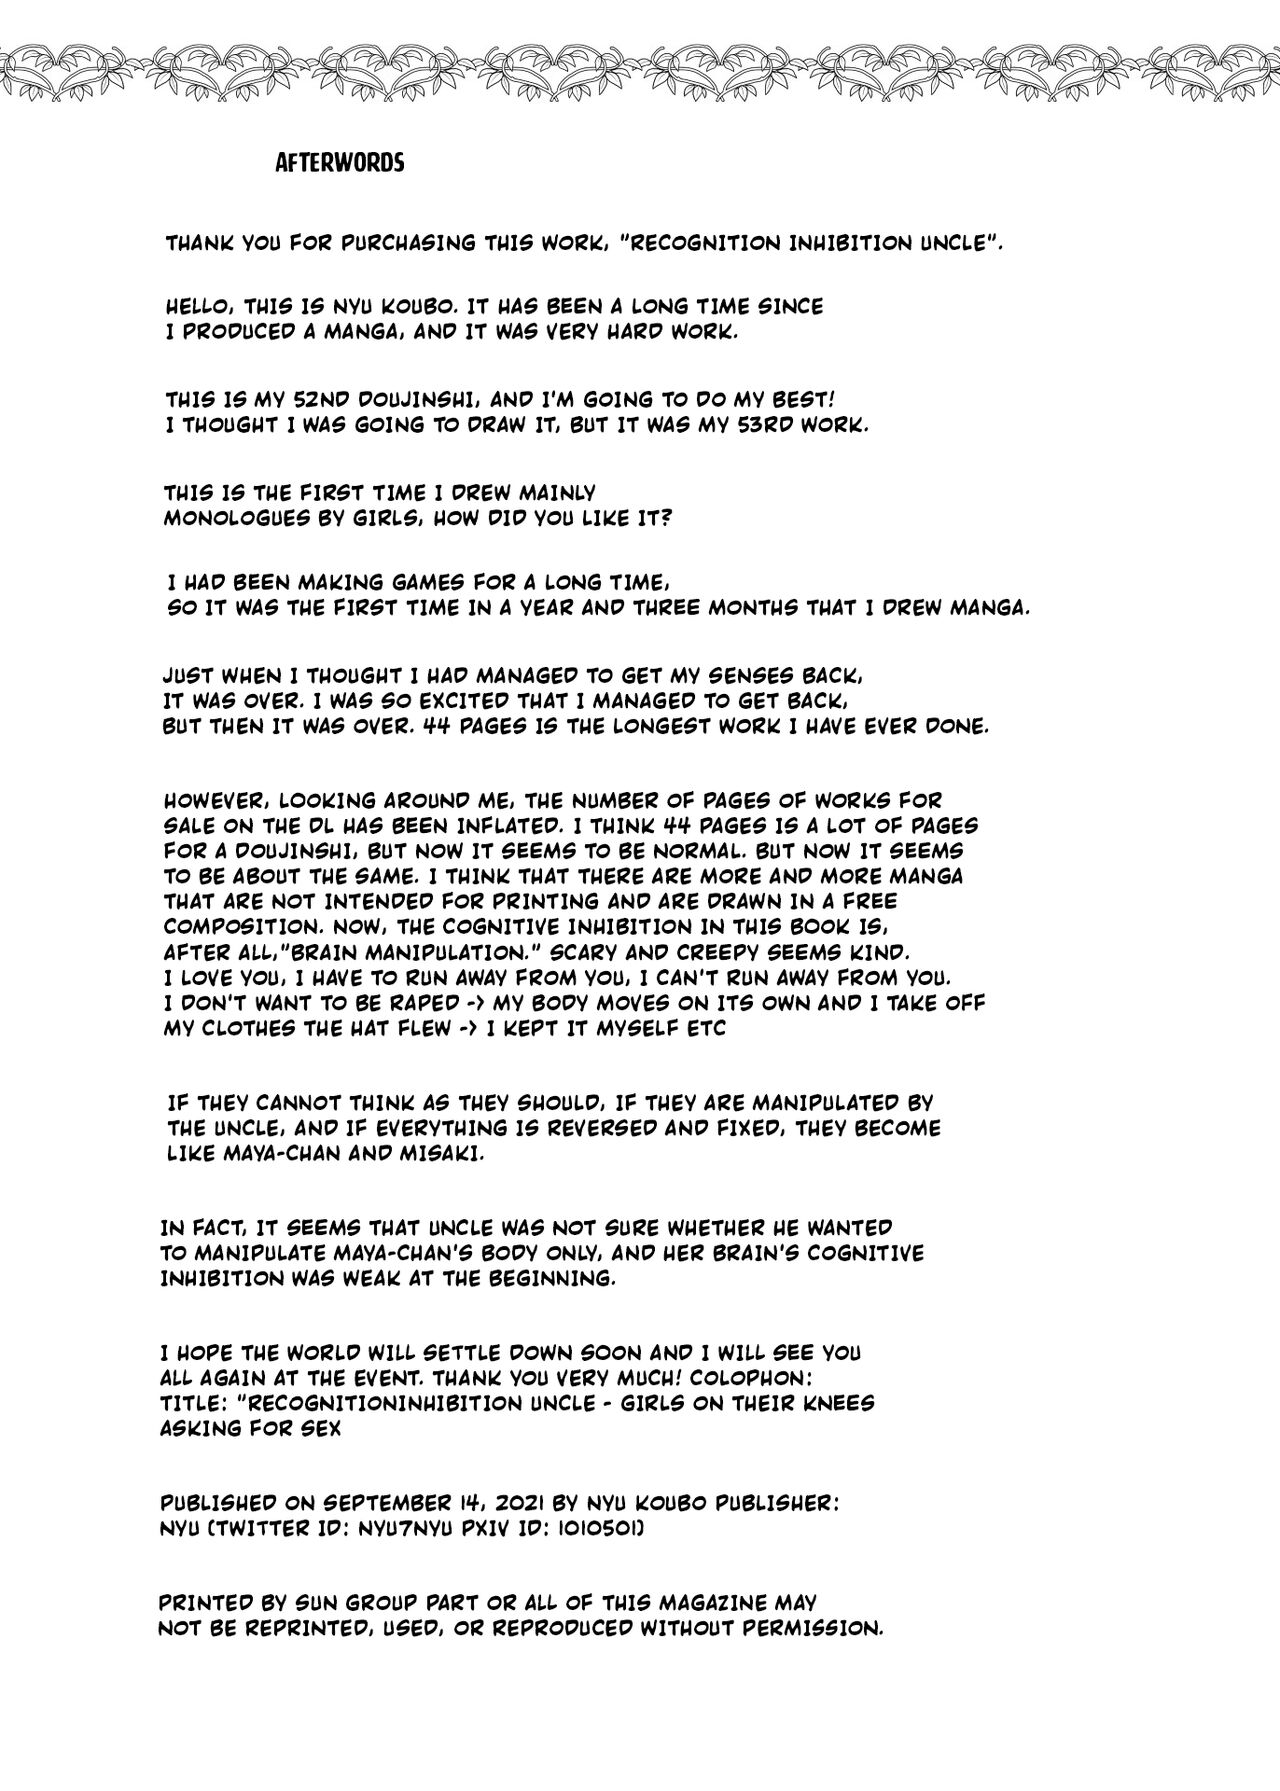 AFTERWORDS
THANK YOU FOR PURCHASING THIS WORK, "RECOGNITION INHIBITION UNCLE".
HELLO, THIS IS NYU KOUBO. IT HAS BEEN A LONG TIME SINCE
I PRODUCED A MANGA, AND IT WAS VERY HARD WORK.
THIS IS MY 52ND DOUJINSHI, AND I'M GOING TO DO MY BEST!
I THOUGHT I WAS GOING TO DRAW IT, BUT IT WAS MY 53RD WORK.
THIS IS THE FIRST TIME I DREW MAINLY
MONOLOGUES BY GIRLS, HOW DID YOU LIKE IT?
I HAD BEEN MAKING GAMES FOR A LONG TIME,
SO IT WAS THE FIRST TIME IN A YEAR AND THREE MONTHS THAT I DREW MANGA.
JUST WHEN I THOUGHT I HAD MANAGED TO GET MY SENSES BACK,
IT WAS OVER. I WAS SO EXCITED THAT I MANAGED TO GET BACK,
BUT THEN IT WAS OVER. 44 PAGES IS THE LONGEST WORK I HAVE EVER DONE.
HOWEVER, LOOKING AROUND ME, THE NUMBER OF PAGES OF WORKS FOR
SALE ON THE DL HAS BEEN INFLATED. I THINK 44 PAGES IS A LOT OF PAGES
FOR A DOUJINSHI, BUT NOW IT SEEMS TO BE NORMAL. BUT NOW IT SEEMS
TO BE ABOUT THE SAME. I THINK THAT THERE ARE MORE AND MORE MANGA
THAT ARE NOT INTENDED FOR PRINTING AND ARE DRAWN IN A FREE
COMPOSITION. NOW, THE COGNITIVE INHIBITION IN THIS BOOK IS,
AFTER ALL,"BRAIN MANIPULATION." SCARY AND CREEPY SEEMS KIND.
I LOVE YOU, I HAVE TO RUN AWAY FROM YOU, I CAN'T RUN AWAY FROM YOU.
I DON'T WANT TO BE RAPED -> MY BODY MOVES ON ITS OWN AND I TAKE OFF
MY CLOTHES THE HAT FLEW -> I KEPT IT MYSELF ETC
IF THEY CANNOT THINK AS THEY SHOULD, IF THEY ARE MANIPULATED BY
THE UNCLE, AND IF EVERYTHING IS REVERSED AND FIXED, THEY BECOME
LIKE MAYA-CHAN AND MISAKI.
IN FACT, IT SEEMS THAT UNCLE WAS NOT SURE WHETHER HE WANTED
TO MANIPULATE MAYA-CHAN'S BODY ONLY, AND HER BRAIN'S COGNITIVE
INHIBITION WAS WEAK AT THE BEGINNING.
I HOPE THE WORLD WILL SETTLE DOWN SOON AND I WILL SEE YOU
ALL AGAIN AT THE EVENT. THANK YOU VERY MUCH! COLOPHON:
TITLE: "RECOGNITIONINHIBITION UNCLE - GIRLS ON THEIR KNEES
ASKING FOR SEX
PUBLISHED ON SEPTEMBER 14, 2021 BY NYU KOUBO PUBLISHER:
NYU (TWITTER ID: NYU7NYU PXIV ID: 1010501)
PRINTED BY SUN GROUP PART OR ALL OF THIS MAGAZINE MAY
NOT BE REPRINTED, USED, OR REPRODUCED WITHOUT PERMISSION.